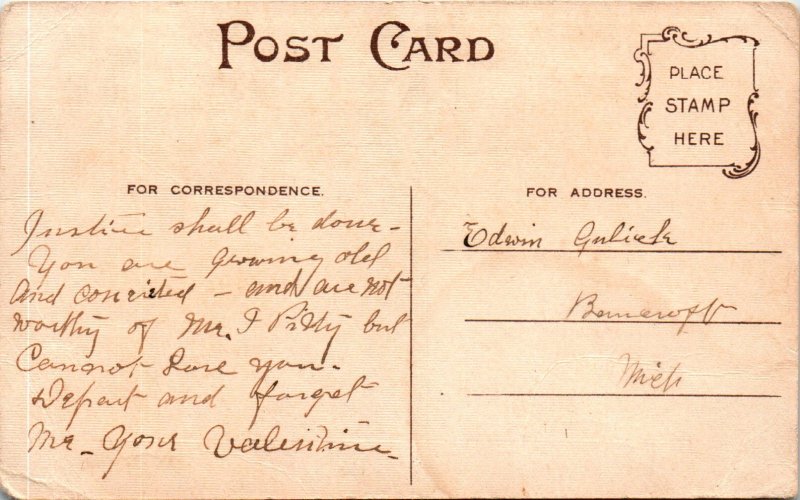 POST CARD
PLACE
STAMP
HERE
FOR CORRESPONDENCE.
Justice shall be done -
You are growing old
and conceited - and are not
worthy of me. I Pitty but
Cannot Love you.
Depart and forget
Me - Your Valentine
FOR ADDRESS.
Edwin Gulick
Bancroft
Mich